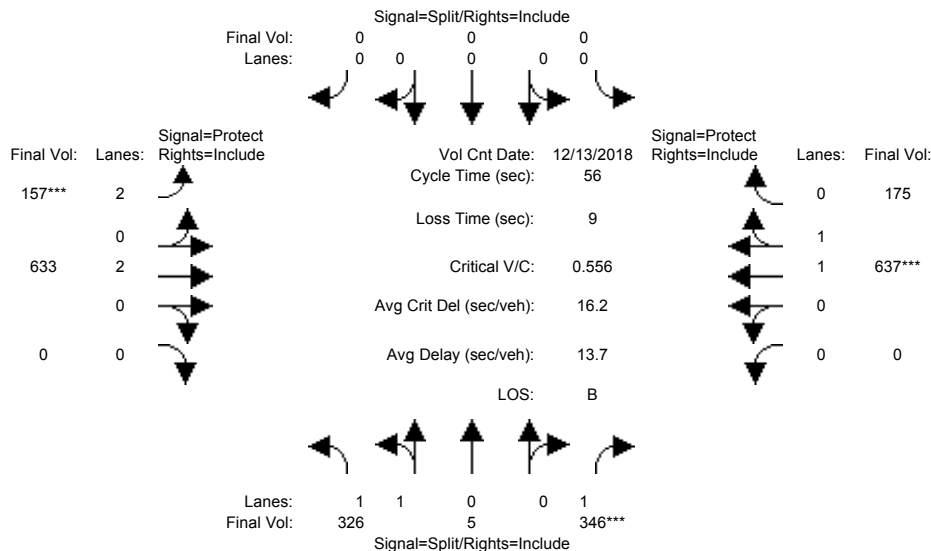 Signal=Split/Rights=Include
Final Vol: 0 0 0
Lanes: 0 0 0 0 0
Signal=Protect Signal=Protect
Final Vol: Lanes: Rights=Include Vol Cnt Date: 12/13/2018 Rights=Include Lanes: Final Vol:
Cycle Time (sec): 56
157*** 2 0 175
Loss Time (sec): 9
0 1
633 2 Critical V/C: 0.556 1 637***
0 Avg Crit Del (sec/veh): 16.2 0
0 0 Avg Delay (sec/veh): 13.7 0 0
LOS: B
Lanes: 1 1 0 0 1
Final Vol: 326 5 346***
Signal=Split/Rights=Include